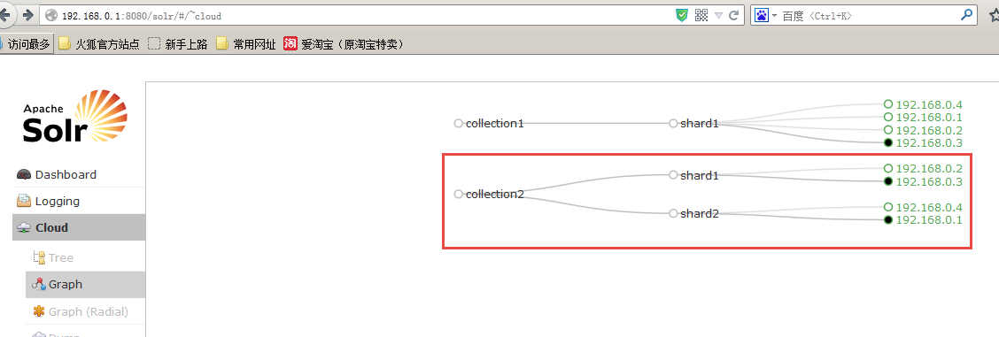 192.168.0.1:8080/solr/#/~cloud
百度 <Ctrl+K>
访问最多 火狐官方站点 新手上路 常用网址 淘 爱淘宝（原淘宝特卖）
Apache
Solr
Dashboard
Logging
Cloud
Tree
Graph
Graph (Radial)
collection1
shard1
192.168.0.4
192.168.0.1
192.168.0.2
192.168.0.3
collection2
shard1
192.168.0.2
192.168.0.3
shard2
192.168.0.4
192.168.0.1